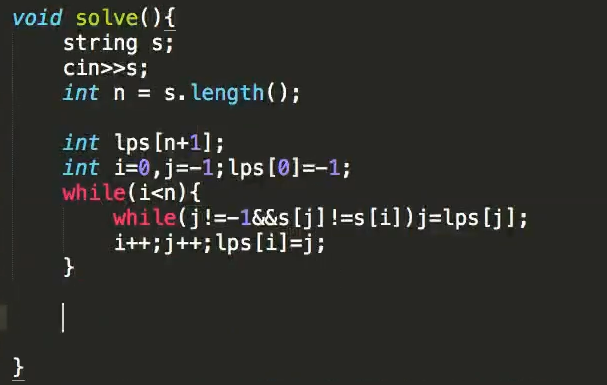 void solve(){
    string s;
    cin>>s;
    int n = s.length();
    int lps[n+1];
    int i=0,j=-1;lps[0]=-1;
    while(i<n){
        while(j!=-1&&s[j]!=s[i])j=lps[j];
        i++;j++;lps[i]=j;
    }
}